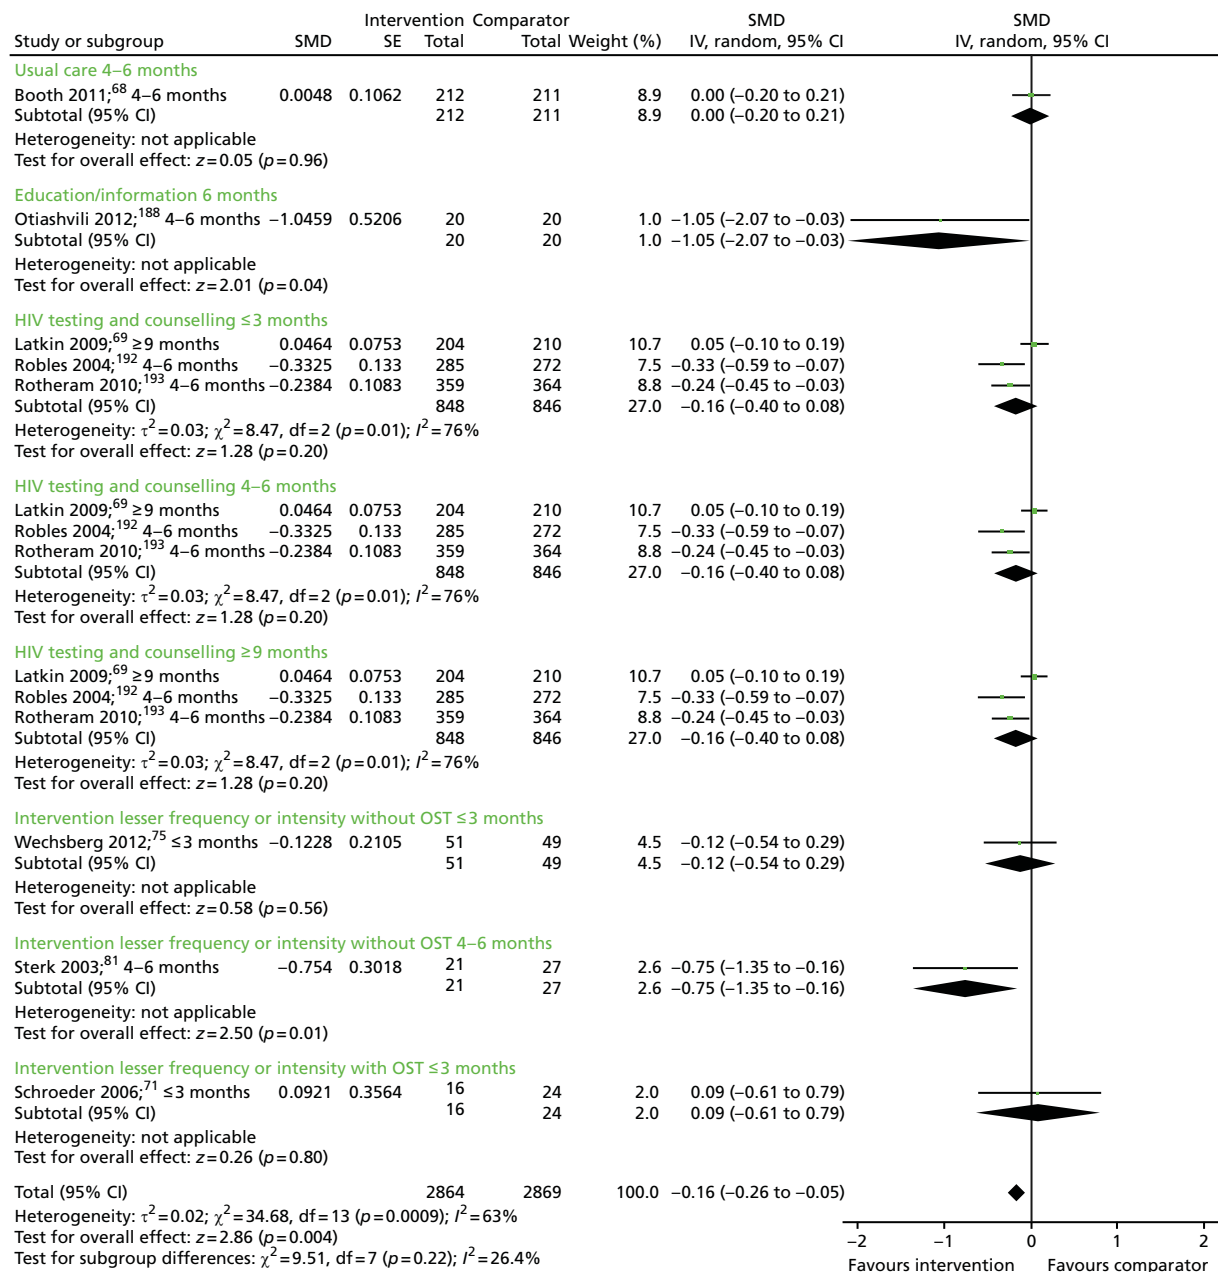 Intervention Comparator SMD SMD
Study or subgroup SMD SE Total Total Weight (%) IV, random, 95% CI IV, random, 95% CI
Usual care 4–6 months
Booth 2011;68 4–6 months 0.0048 0.1062 212 211 8.9 0.00 (−0.20 to 0.21)
Subtotal (95% CI) 212 211 8.9 0.00 (−0.20 to 0.21)
Heterogeneity: not applicable
Test for overall effect: z=0.05 (p=0.96)
Education/information 6 months
Otiashvili 2012;188 4–6 months −1.0459 0.5206 20 20 1.0 −1.05 (−2.07 to −0.03)
Subtotal (95% CI) 20 20 1.0 −1.05 (−2.07 to −0.03)
Heterogeneity: not applicable
Test for overall effect: z=2.01 (p=0.04)
HIV testing and counselling ≤3 months
Latkin 2009;69 ≥9 months 0.0464 0.0753 204 210 10.7 0.05 (−0.10 to 0.19)
Robles 2004;192 4–6 months −0.3325 0.133 285 272 7.5 −0.33 (−0.59 to −0.07)
Rotheram 2010;193 4–6 months −0.2384 0.1083 359 364 8.8 −0.24 (−0.45 to −0.03)
Subtotal (95% CI) 848 846 27.0 −0.16 (−0.40 to 0.08)
Heterogeneity: τ2=0.03; χ2=8.47, df=2 (p=0.01); I2=76%
Test for overall effect: z=1.28 (p=0.20)
HIV testing and counselling 4–6 months
Latkin 2009;69 ≥9 months 0.0464 0.0753 204 210 10.7 0.05 (−0.10 to 0.19)
Robles 2004;192 4–6 months −0.3325 0.133 285 272 7.5 −0.33 (−0.59 to −0.07)
Rotheram 2010;193 4–6 months −0.2384 0.1083 359 364 8.8 −0.24 (−0.45 to −0.03)
Subtotal (95% CI) 848 846 27.0 −0.16 (−0.40 to 0.08)
Heterogeneity: τ2=0.03; χ2=8.47, df=2 (p=0.01); I2=76%
Test for overall effect: z=1.28 (p=0.20)
HIV testing and counselling ≥9 months
Latkin 2009;69 ≥9 months 0.0464 0.0753 204 210 10.7 0.05 (−0.10 to 0.19)
Robles 2004;192 4–6 months −0.3325 0.133 285 272 7.5 −0.33 (−0.59 to −0.07)
Rotheram 2010;193 4–6 months −0.2384 0.1083 359 364 8.8 −0.24 (−0.45 to −0.03)
Subtotal (95% CI) 848 846 27.0 −0.16 (−0.40 to 0.08)
Heterogeneity: τ2=0.03; χ2=8.47, df=2 (p=0.01); I2=76%
Test for overall effect: z=1.28 (p=0.20)
Intervention lesser frequency or intensity without OST ≤3 months
Wechsberg 2012;75 ≤3 months −0.1228 0.2105 51 49 4.5 −0.12 (−0.54 to 0.29)
Subtotal (95% CI) 51 49 4.5 −0.12 (−0.54 to 0.29)
Heterogeneity: not applicable
Test for overall effect: z=0.58 (p=0.56)
Intervention lesser frequency or intensity without OST 4–6 months
Sterk 2003;81 4–6 months −0.754 0.3018 21 27 2.6 −0.75 (−1.35 to −0.16)
Subtotal (95% CI) 21 27 2.6 −0.75 (−1.35 to −0.16)
Heterogeneity: not applicable
Test for overall effect: z=2.50 (p=0.01)
Intervention lesser frequency or intensity with OST ≤3 months
Schroeder 2006;71 ≤3 months 0.0921 0.3564 16 24 2.0 0.09 (−0.61 to 0.79)
Subtotal (95% CI) 16 24 2.0 0.09 (−0.61 to 0.79)
Heterogeneity: not applicable
Test for overall effect: z=0.26 (p=0.80)
Total (95% CI) 2864 2869 100.0 −0.16 (−0.26 to −0.05)
Heterogeneity: τ2=0.02; χ2=34.68, df=13 (p=0.0009); I2=63%
Test for overall effect: z=2.86 (p=0.004)
Test for subgroup differences: χ2=9.51, df=7 (p=0.22); I2=26.4%
−2 −1 0 1 2
Favours intervention Favours comparator